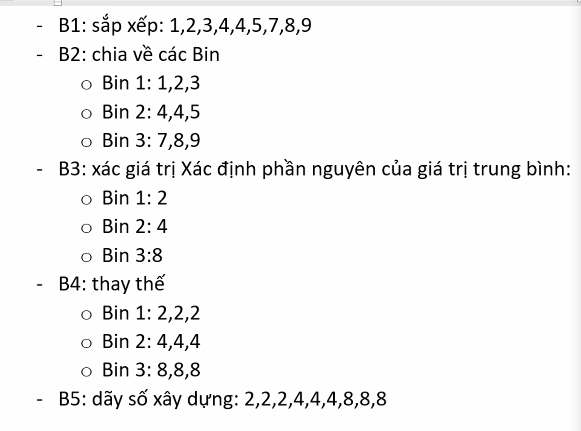 - B1: sắp xếp: 1,2,3,4,4,5,7,8,9
- B2: chia về các Bin
o Bin 1: 1,2,3
o Bin 2: 4,4,5
o Bin 3: 7,8,9
- B3: xác giá trị Xác định phần nguyên của giá trị trung bình:
o Bin 1: 2
o Bin 2: 4
o Bin 3:8
- B4: thay thế
o Bin 1: 2,2,2
o Bin 2: 4,4,4
o Bin 3: 8,8,8
- B5: dãy số xây dựng: 2,2,2,4,4,4,8,8,8